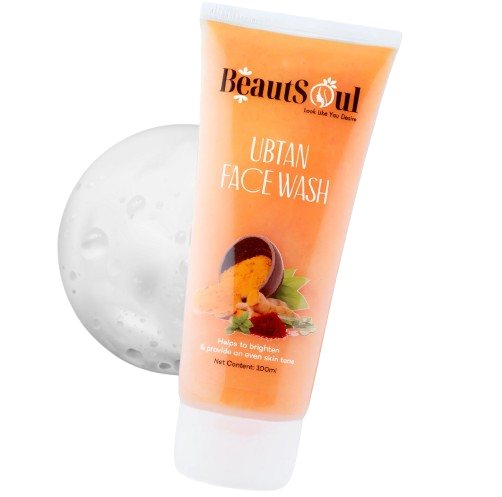 BeautSoul
Look Like You Desire
UBTAN
FACE WASH
Helps to brighten
& provide an even skin tone
Net Content: 100ml